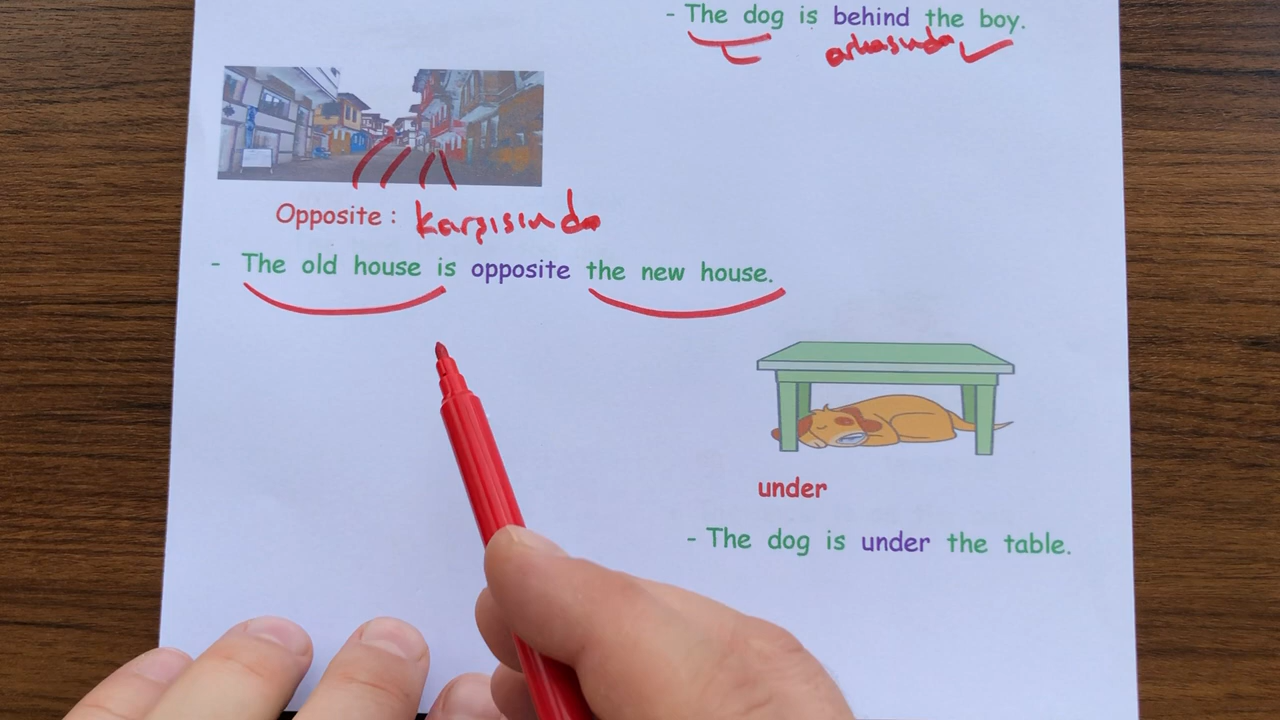 - The dog is behind the boy.
arkasında
Opposite : karşısında
- The old house is opposite the new house.
under
- The dog is under the table.